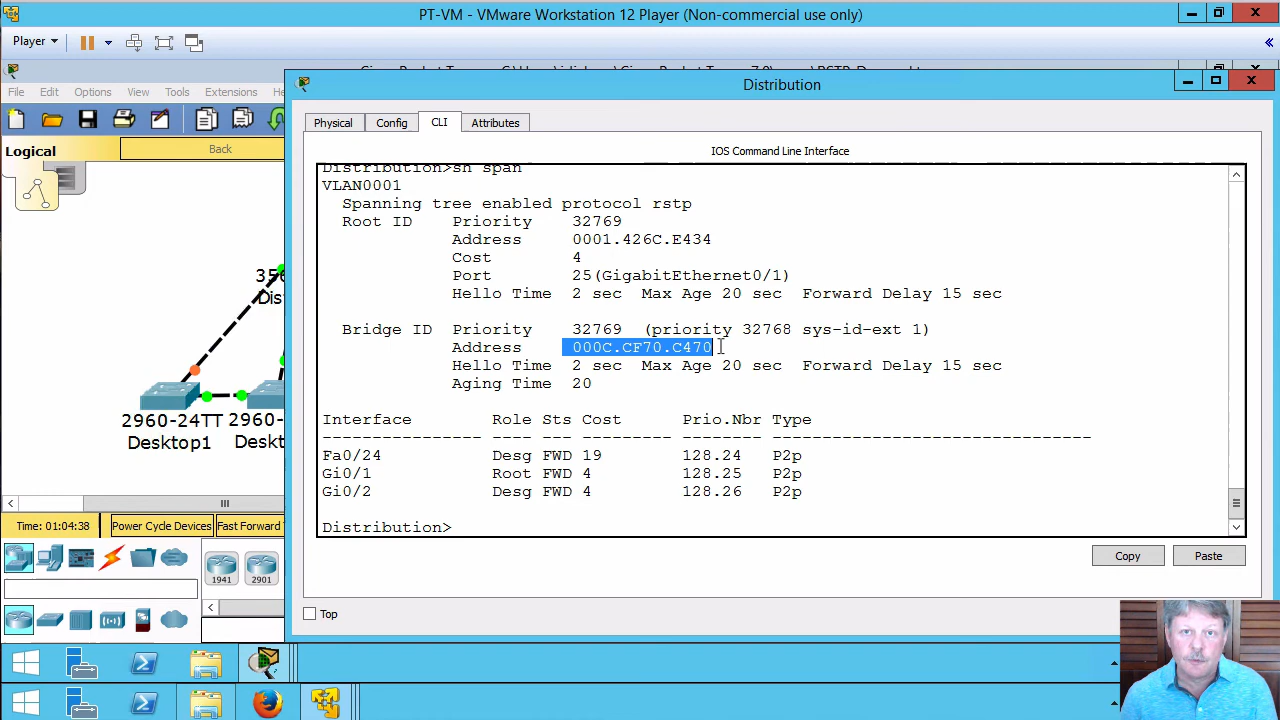 PT-VM - VMware Workstation 12 Player (Non-commercial use only)
Player
Distribution
File Edit Options View Tools Extensions
Physical Config CLI Attributes
Logical
Back
IOS Command Line Interface
Distribution>sh span
VLAN0001
Spanning tree enabled protocol rstp
Root ID Priority 32769
Address 0001.426C.E434
Cost 4
Port 25(GigabitEthernet0/1)
Hello Time 2 sec Max Age 20 sec Forward Delay 15 sec
Bridge ID Priority 32769 (priority 32768 sys-id-ext 1)
Address 000C.CF70.C470
Hello Time 2 sec Max Age 20 sec Forward Delay 15 sec
Aging Time 20
Interface Role Sts Cost Prio.Nbr Type
---------------- ---- --- --------- -------- --------------------------------
Fa0/24 Desg FWD 19 128.24 P2p
Gi0/1 Root FWD 4 128.25 P2p
Gi0/2 Desg FWD 4 128.26 P2p
Distribution>
2960-24TT
Desktop1
Copy Paste
Time: 01:04:38 Power Cycle Devices
1941 2901
Top